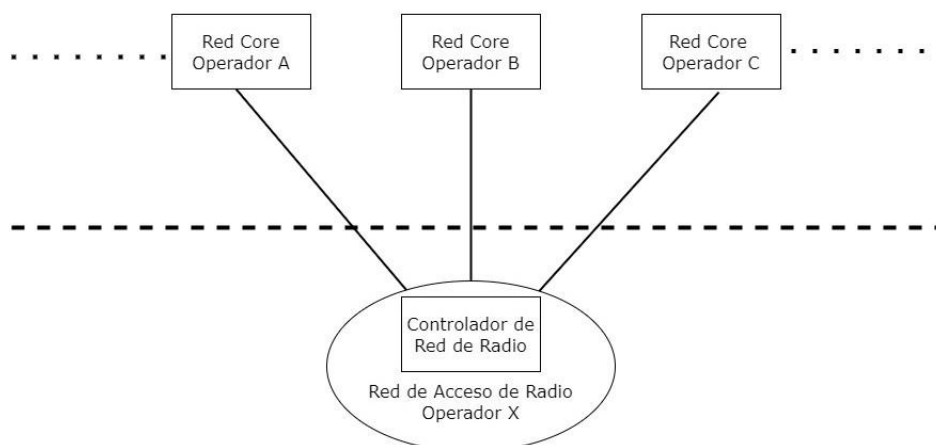 Red Core
Operador A
Red Core
Operador B
Red Core
Operador C
Controlador de
Red de Radio
Red de Acceso de Radio
Operador X